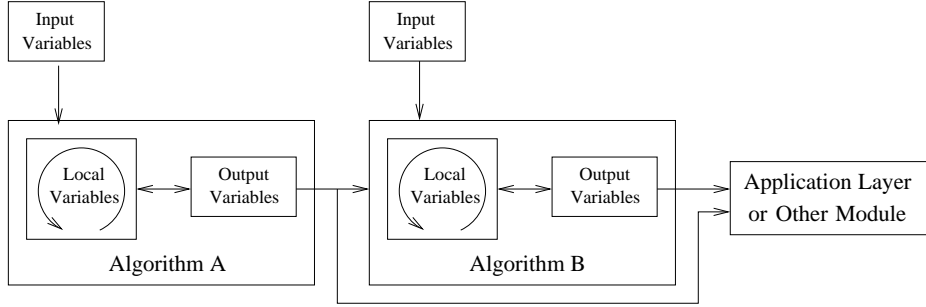 Input
Variables
Input
Variables
Local
Variables
Output
Variables
Algorithm A
Local
Variables
Output
Variables
Algorithm B
Application Layer
or Other Module